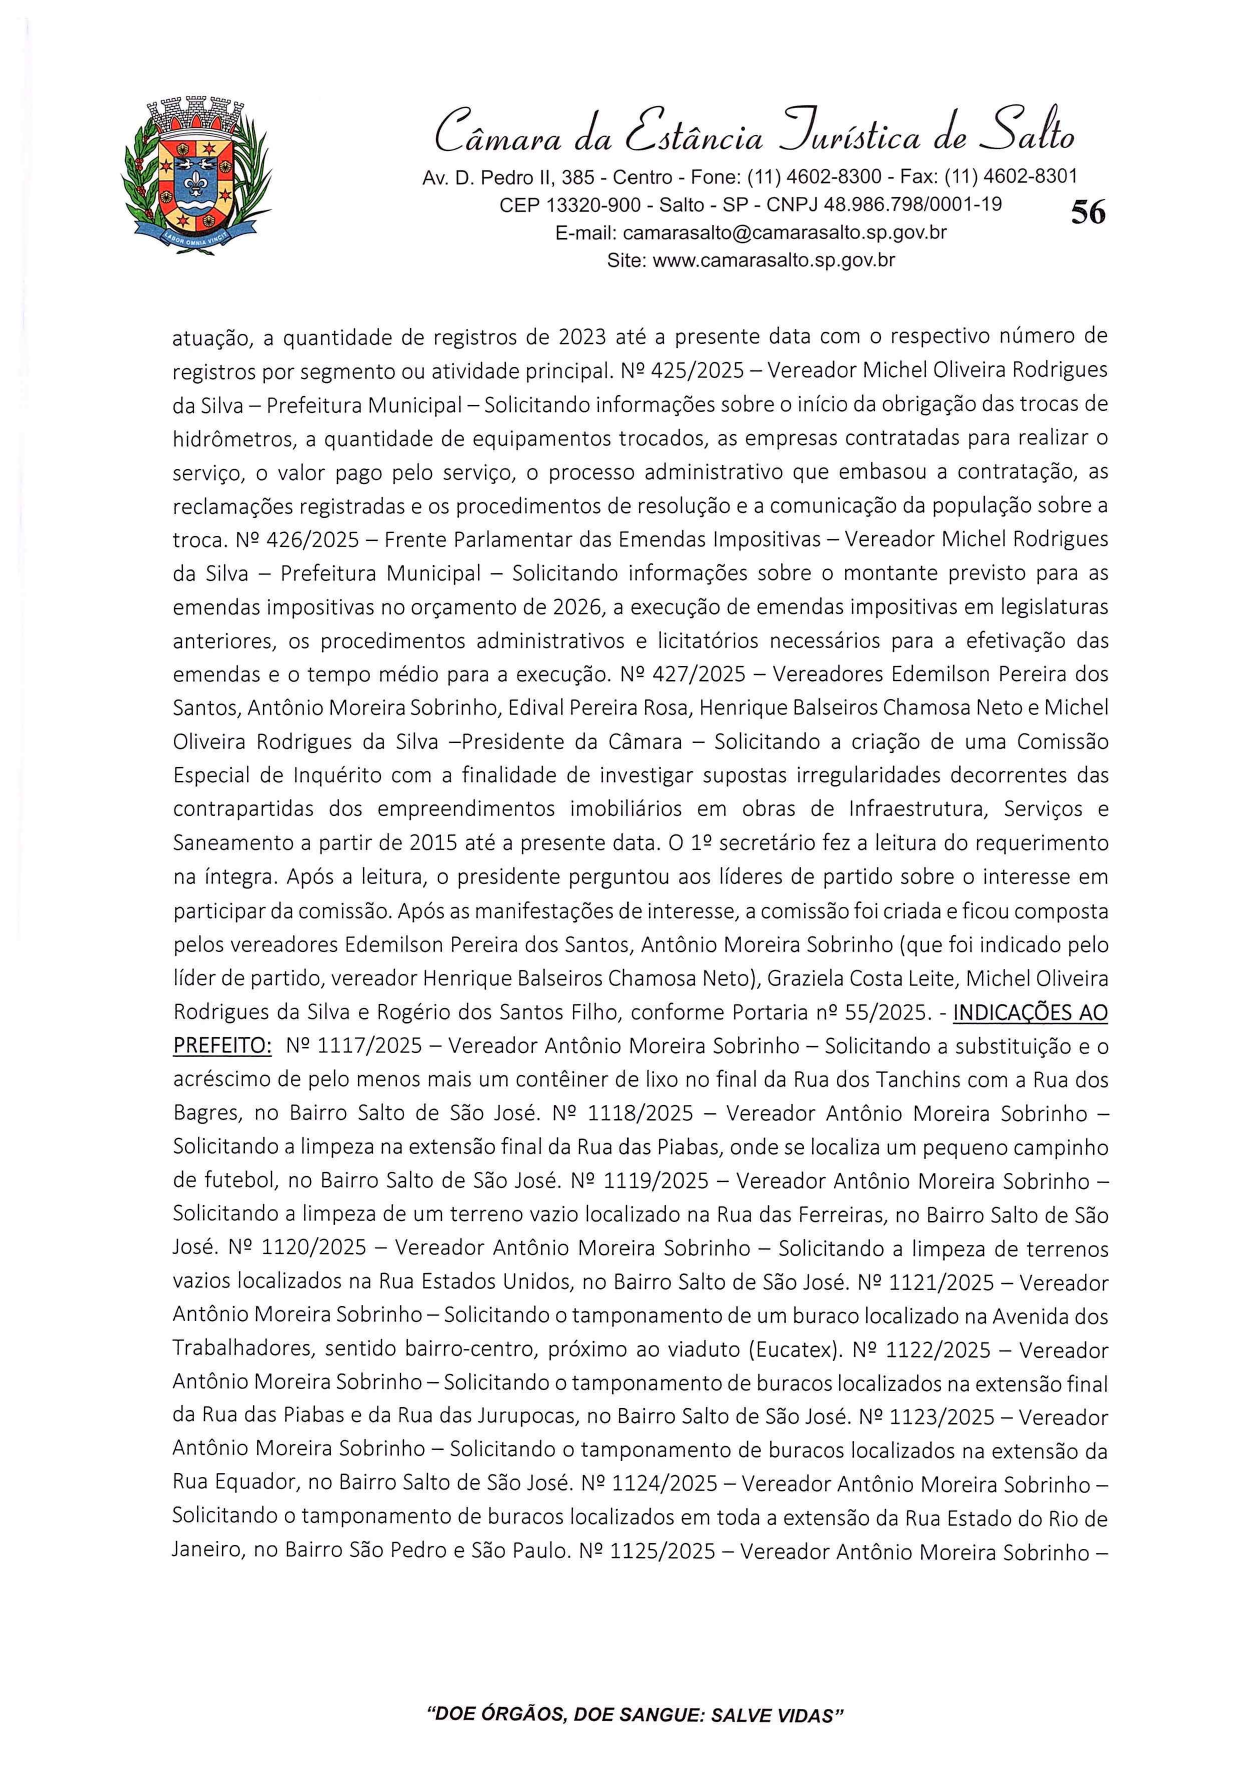 Câmara da Estância Turística de Salto
Av. D. Pedro II, 385 - Centro - Fone: (11) 4602-8300 - Fax: (11) 4602-8301
CEP 13320-900 - Salto - SP - CNPJ 48.986.798/0001-19
56
E-mail: camarasalto@camarasalto.sp.gov.br
Site: www.camarasalto.sp.gov.br
LABOR OMNIA VINCIT
atuação, a quantidade de registros de 2023 até a presente data com o respectivo número de
registros por segmento ou atividade principal. Nº 425/2025 – Vereador Michel Oliveira Rodrigues
da Silva – Prefeitura Municipal – Solicitando informações sobre o início da obrigação das trocas de
hidrômetros, a quantidade de equipamentos trocados, as empresas contratadas para realizar o
serviço, o valor pago pelo serviço, o processo administrativo que embasou a contratação, as
reclamações registradas e os procedimentos de resolução e a comunicação da população sobre a
troca. Nº 426/2025 – Frente Parlamentar das Emendas Impositivas – Vereador Michel Rodrigues
da Silva – Prefeitura Municipal – Solicitando informações sobre o montante previsto para as
emendas impositivas no orçamento de 2026, a execução de emendas impositivas em legislaturas
anteriores, os procedimentos administrativos e licitatórios necessários para a efetivação das
emendas e o tempo médio para a execução. Nº 427/2025 – Vereadores Edemilson Pereira dos
Santos, Antônio Moreira Sobrinho, Edival Pereira Rosa, Henrique Balseiros Chamosa Neto e Michel
Oliveira Rodrigues da Silva –Presidente da Câmara – Solicitando a criação de uma Comissão
Especial de Inquérito com a finalidade de investigar supostas irregularidades decorrentes das
contrapartidas dos empreendimentos imobiliários em obras de Infraestrutura, Serviços e
Saneamento a partir de 2015 até a presente data. O 1º secretário fez a leitura do requerimento
na íntegra. Após a leitura, o presidente perguntou aos líderes de partido sobre o interesse em
participar da comissão. Após as manifestações de interesse, a comissão foi criada e ficou composta
pelos vereadores Edemilson Pereira dos Santos, Antônio Moreira Sobrinho (que foi indicado pelo
líder de partido, vereador Henrique Balseiros Chamosa Neto), Graziela Costa Leite, Michel Oliveira
Rodrigues da Silva e Rogério dos Santos Filho, conforme Portaria nº 55/2025. - INDICAÇÕES AO
PREFEITO: Nº 1117/2025 – Vereador Antônio Moreira Sobrinho – Solicitando a substituição e o
acréscimo de pelo menos mais um contêiner de lixo no final da Rua dos Tanchins com a Rua dos
Bagres, no Bairro Salto de São José. Nº 1118/2025 – Vereador Antônio Moreira Sobrinho –
Solicitando a limpeza na extensão final da Rua das Piabas, onde se localiza um pequeno campinho
de futebol, no Bairro Salto de São José. Nº 1119/2025 – Vereador Antônio Moreira Sobrinho –
Solicitando a limpeza de um terreno vazio localizado na Rua das Ferreiras, no Bairro Salto de São
José. Nº 1120/2025 – Vereador Antônio Moreira Sobrinho – Solicitando a limpeza de terrenos
vazios localizados na Rua Estados Unidos, no Bairro Salto de São José. Nº 1121/2025 – Vereador
Antônio Moreira Sobrinho – Solicitando o tamponamento de um buraco localizado na Avenida dos
Trabalhadores, sentido bairro-centro, próximo ao viaduto (Eucatex). Nº 1122/2025 – Vereador
Antônio Moreira Sobrinho – Solicitando o tamponamento de buracos localizados na extensão final
da Rua das Piabas e da Rua das Jurupocas, no Bairro Salto de São José. Nº 1123/2025 – Vereador
Antônio Moreira Sobrinho – Solicitando o tamponamento de buracos localizados na extensão da
Rua Equador, no Bairro Salto de São José. Nº 1124/2025 – Vereador Antônio Moreira Sobrinho –
Solicitando o tamponamento de buracos localizados em toda a extensão da Rua Estado do Rio de
Janeiro, no Bairro São Pedro e São Paulo. Nº 1125/2025 – Vereador Antônio Moreira Sobrinho –
“DOE ÓRGÃOS, DOE SANGUE: SALVE VIDAS”